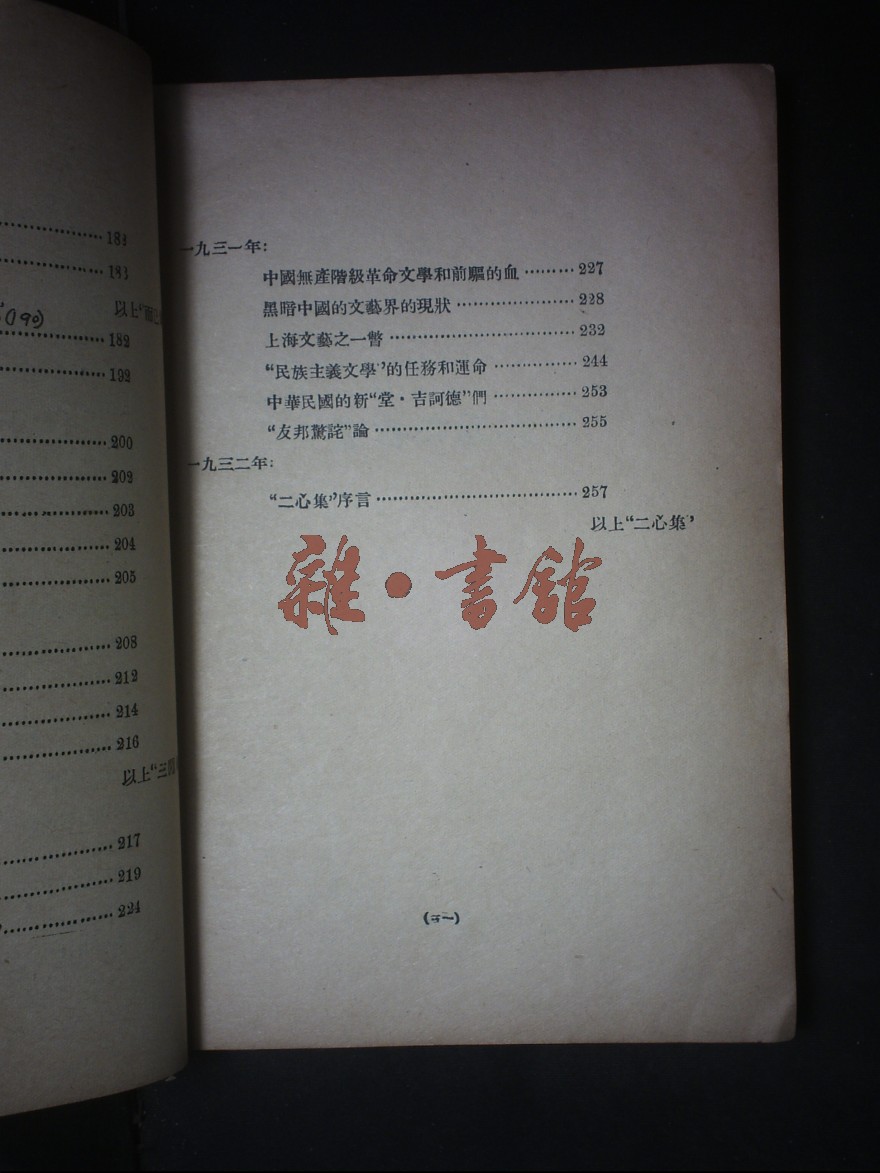 183
183
以上“而
(190)
189
192
200
202
203
204
205
208
212
214
216
以上“三
217
219
224
一九三一年:
中國無產階級革命文學和前驅的血………227
黑暗中國的文藝界的現狀……………228
上海文藝之一瞥…………………………232
“民族主義文學”的任務和運命……………244
中華民國的新“堂·吉訶德”們……………253
“友邦驚詫”論………………………………255
一九三二年:
“二心集”序言………………………………257
以上“二心集”
雜·書館